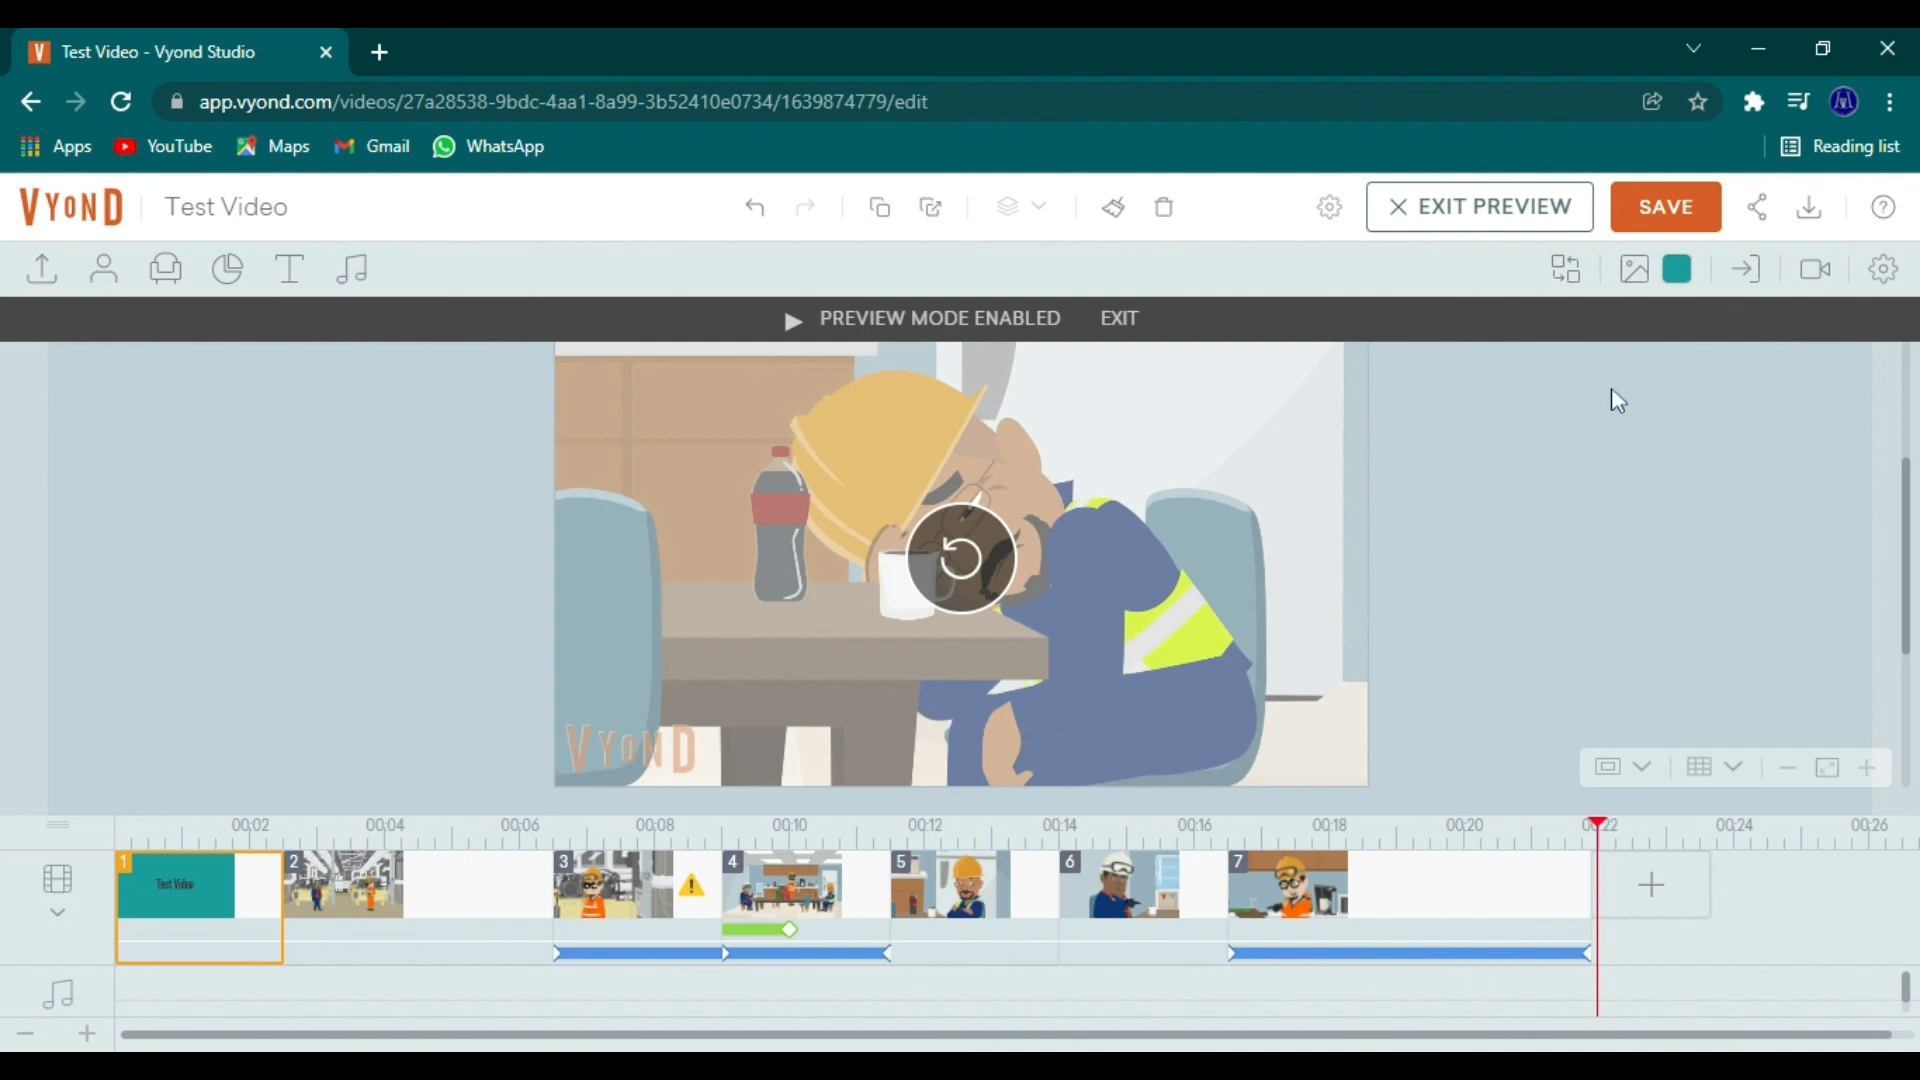 Test Video - Vyond Studio
app.vyond.com/videos/27a28538-9bdc-4aa1-8a99-3b52410e0734/1639874779/edit
Apps YouTube Maps Gmail WhatsApp Reading list
VYOND Test Video EXIT PREVIEW SAVE
PREVIEW MODE ENABLED EXIT
VYOND
00:02 00:04 00:06 00:08 00:10 00:12 00:14 00:16 00:18 00:20 00:22 00:24 00:26
1 2 3 4 5 6 7
Test Video